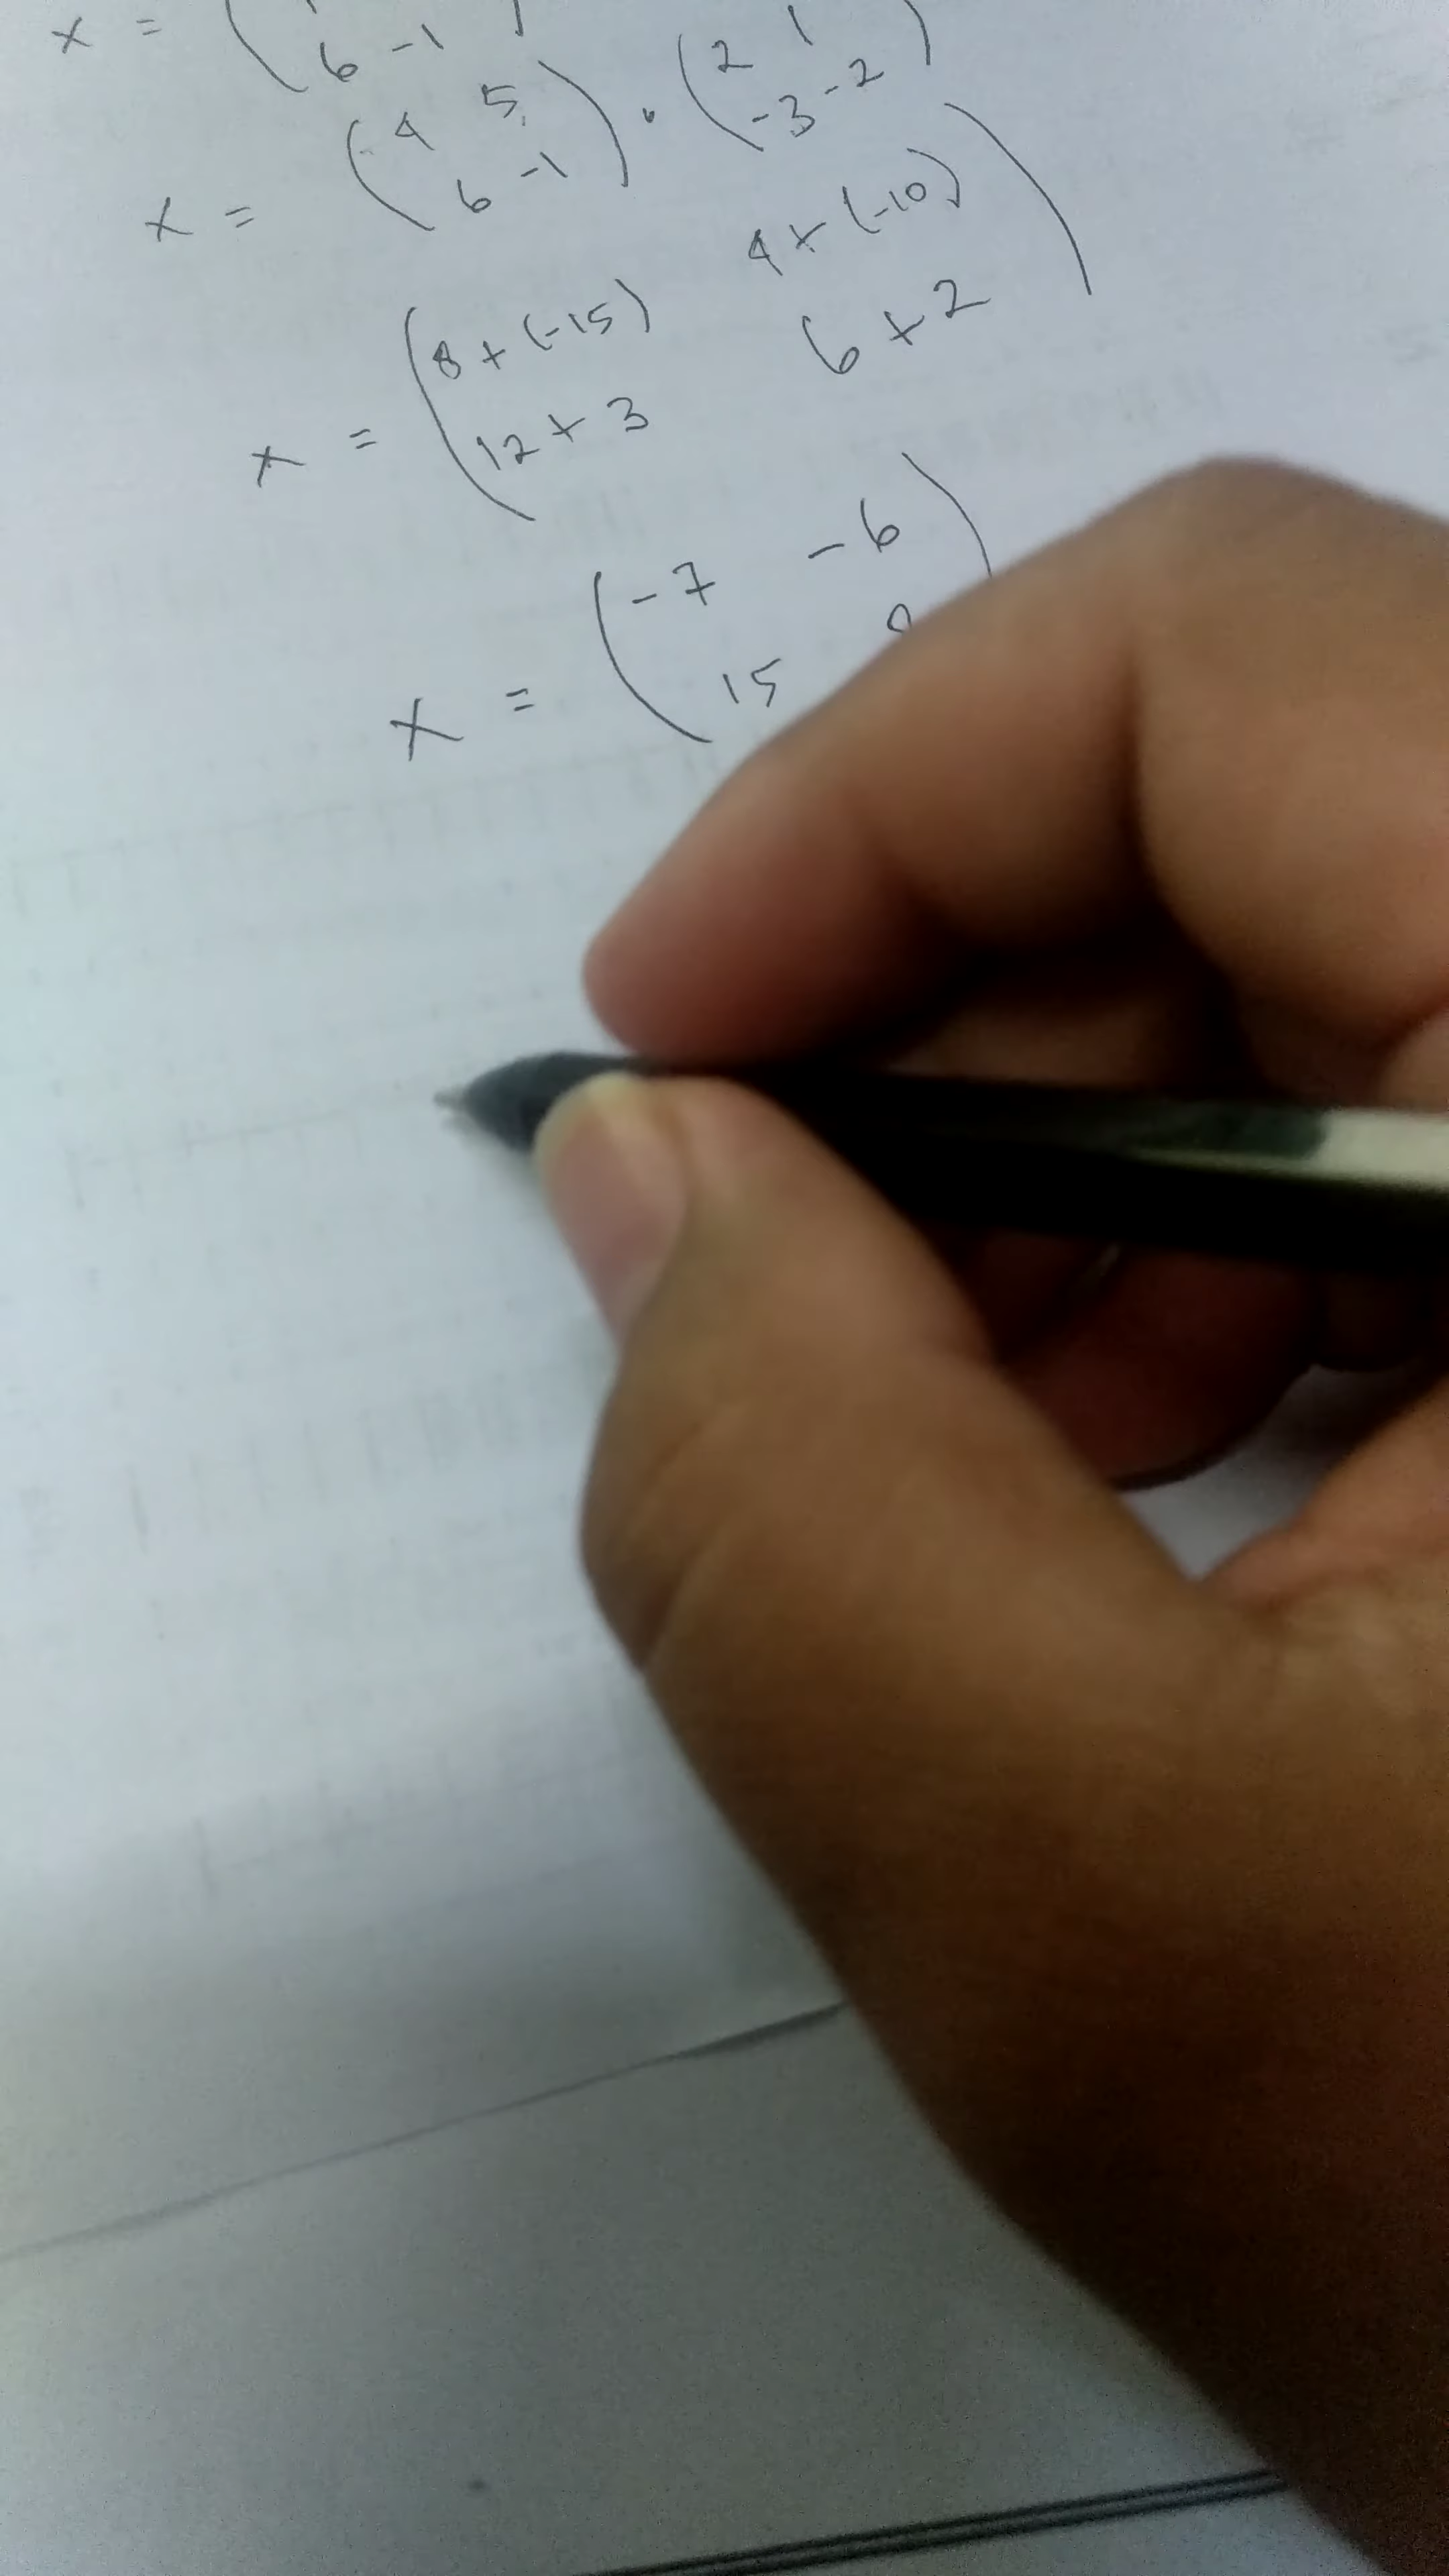 x = ( 6 -1
x = ( 4 5 ) . ( 2 1 )
6 -1 -3 -2
x = ( 8 + (-15) 4 + (-10) )
12 + 3 6 + 2
x = ( -7 -6 )
15